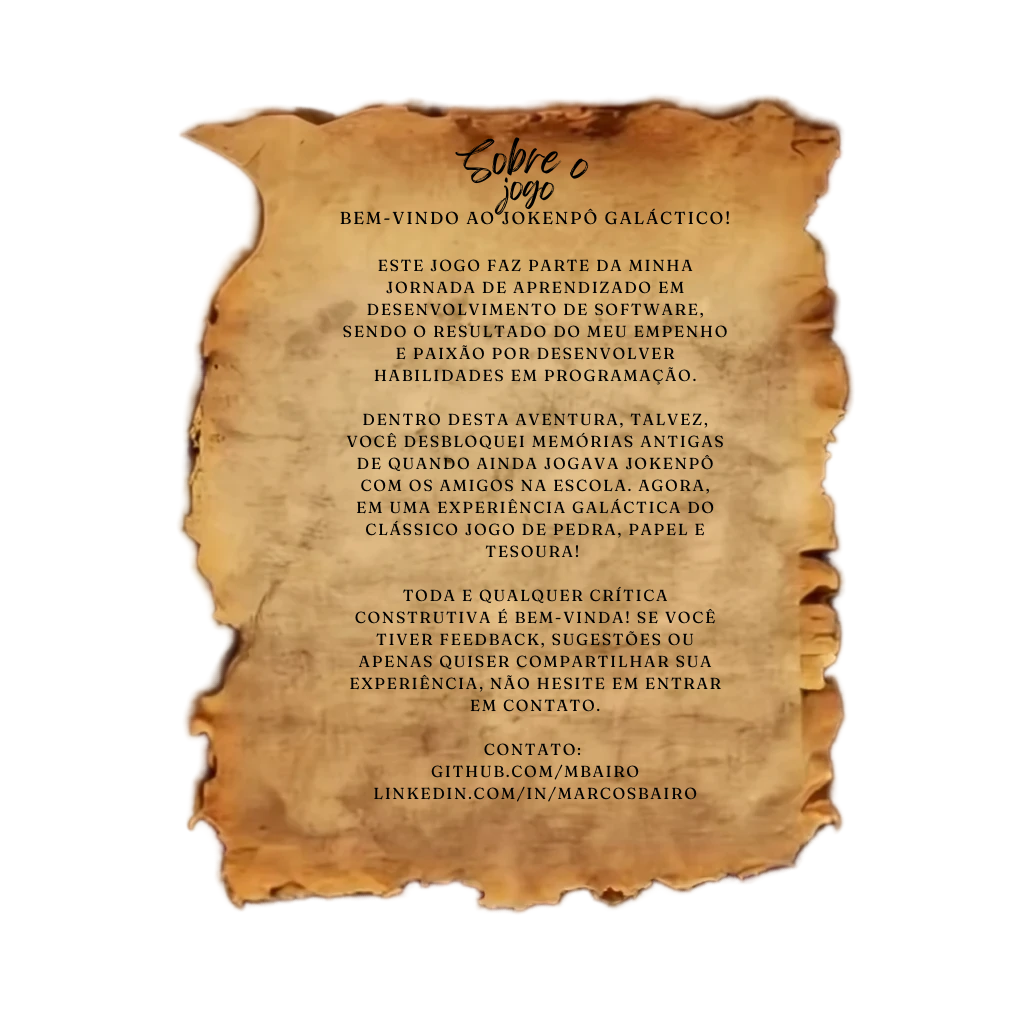 Sobre o
jogo
BEM-VINDO AO JOKENPÔ GALÁCTICO!
ESTE JOGO FAZ PARTE DA MINHA
JORNADA DE APRENDIZADO EM
DESENVOLVIMENTO DE SOFTWARE,
SENDO O RESULTADO DO MEU EMPENHO
E PAIXÃO POR DESENVOLVER
HABILIDADES EM PROGRAMAÇÃO.
DENTRO DESTA AVENTURA, TALVEZ,
VOCÊ DESBLOQUEI MEMÓRIAS ANTIGAS
DE QUANDO AINDA JOGAVA JOKENPÔ
COM OS AMIGOS NA ESCOLA. AGORA,
EM UMA EXPERIÊNCIA GALÁCTICA DO
CLÁSSICO JOGO DE PEDRA, PAPEL E
TESOURA!
TODA E QUALQUER CRÍTICA
CONSTRUTIVA É BEM-VINDA! SE VOCÊ
TIVER FEEDBACK, SUGESTÕES OU
APENAS QUISER COMPARTILHAR SUA
EXPERIÊNCIA, NÃO HESITE EM ENTRAR
EM CONTATO.
CONTATO:
GITHUB.COM/MBAIRO
LINKEDIN.COM/IN/MARCOSBAIRO